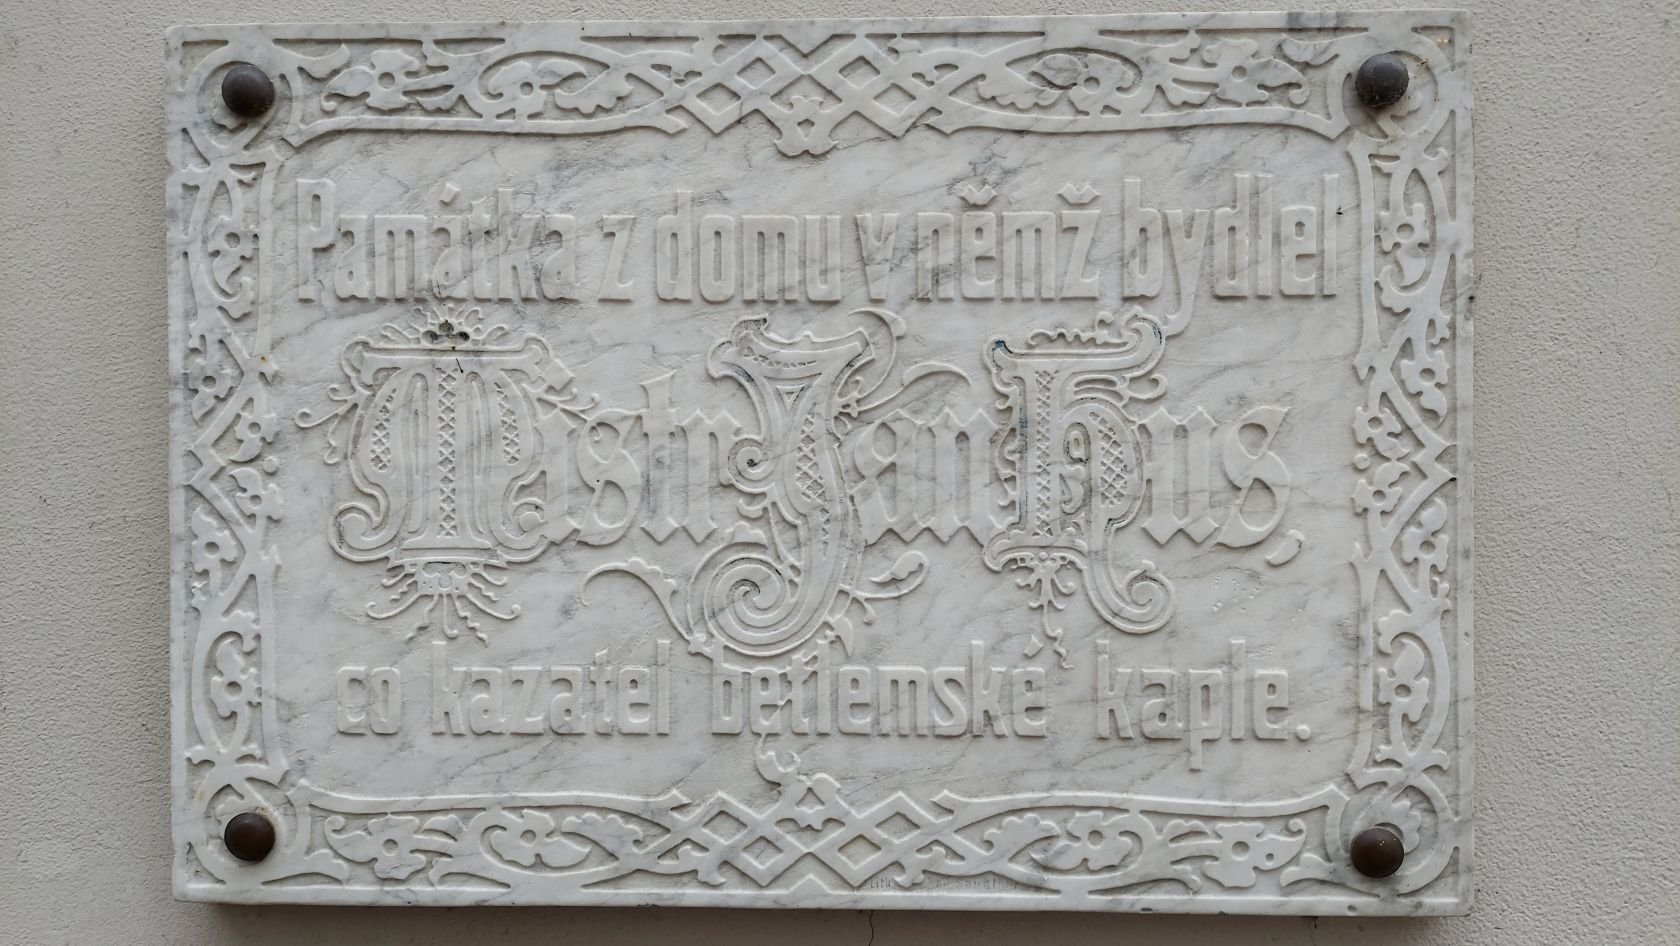 Památka z domu v němž bydlel
Mistr Jan Hus,
co kazatel betlemské kaple.